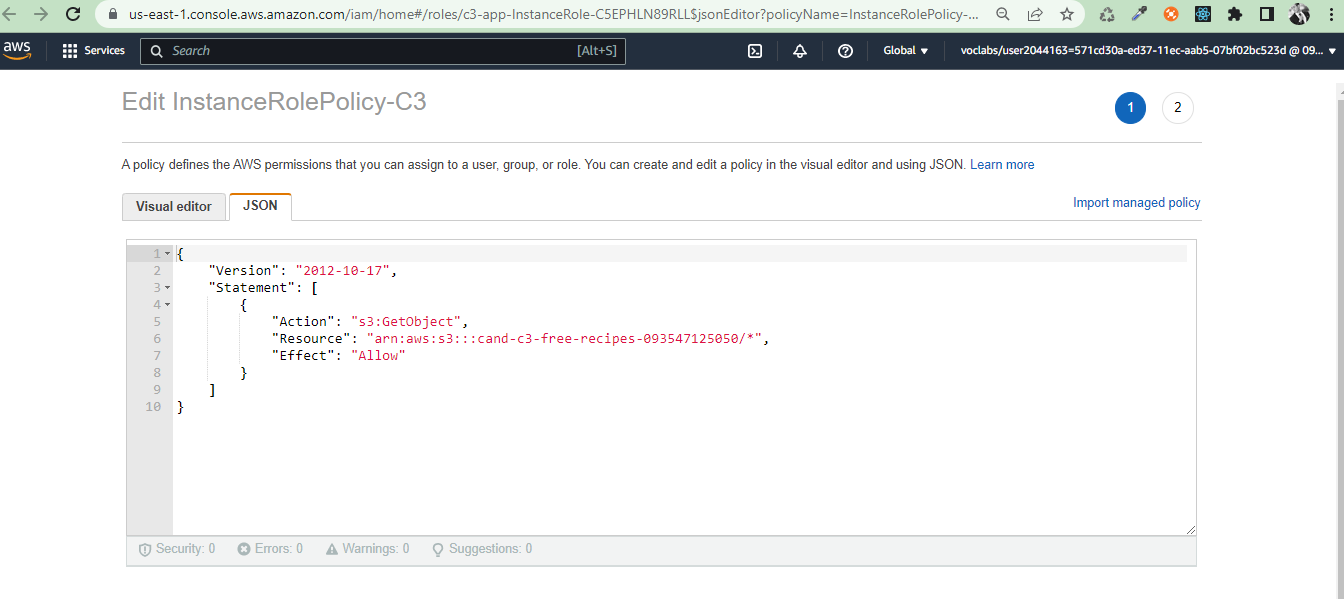 us-east-1.console.aws.amazon.com/iam/home#/roles/c3-app-InstanceRole-C5EPHLN89RLL$jsonEditor?policyName=InstanceRolePolicy-...
aws Services Search [Alt+S] Global voclabs/user2044163=571cd30a-ed37-11ec-aab5-07bf02bc523d @ 09...
Edit InstanceRolePolicy-C3 1 2
A policy defines the AWS permissions that you can assign to a user, group, or role. You can create and edit a policy in the visual editor and using JSON. Learn more
Visual editor JSON Import managed policy
1 {
2 "Version": "2012-10-17",
3 "Statement": [
4 {
5 "Action": "s3:GetObject",
6 "Resource": "arn:aws:s3:::cand-c3-free-recipes-093547125050/*",
7 "Effect": "Allow"
8 }
9 ]
10 }
Security: 0 Errors: 0 Warnings: 0 Suggestions: 0